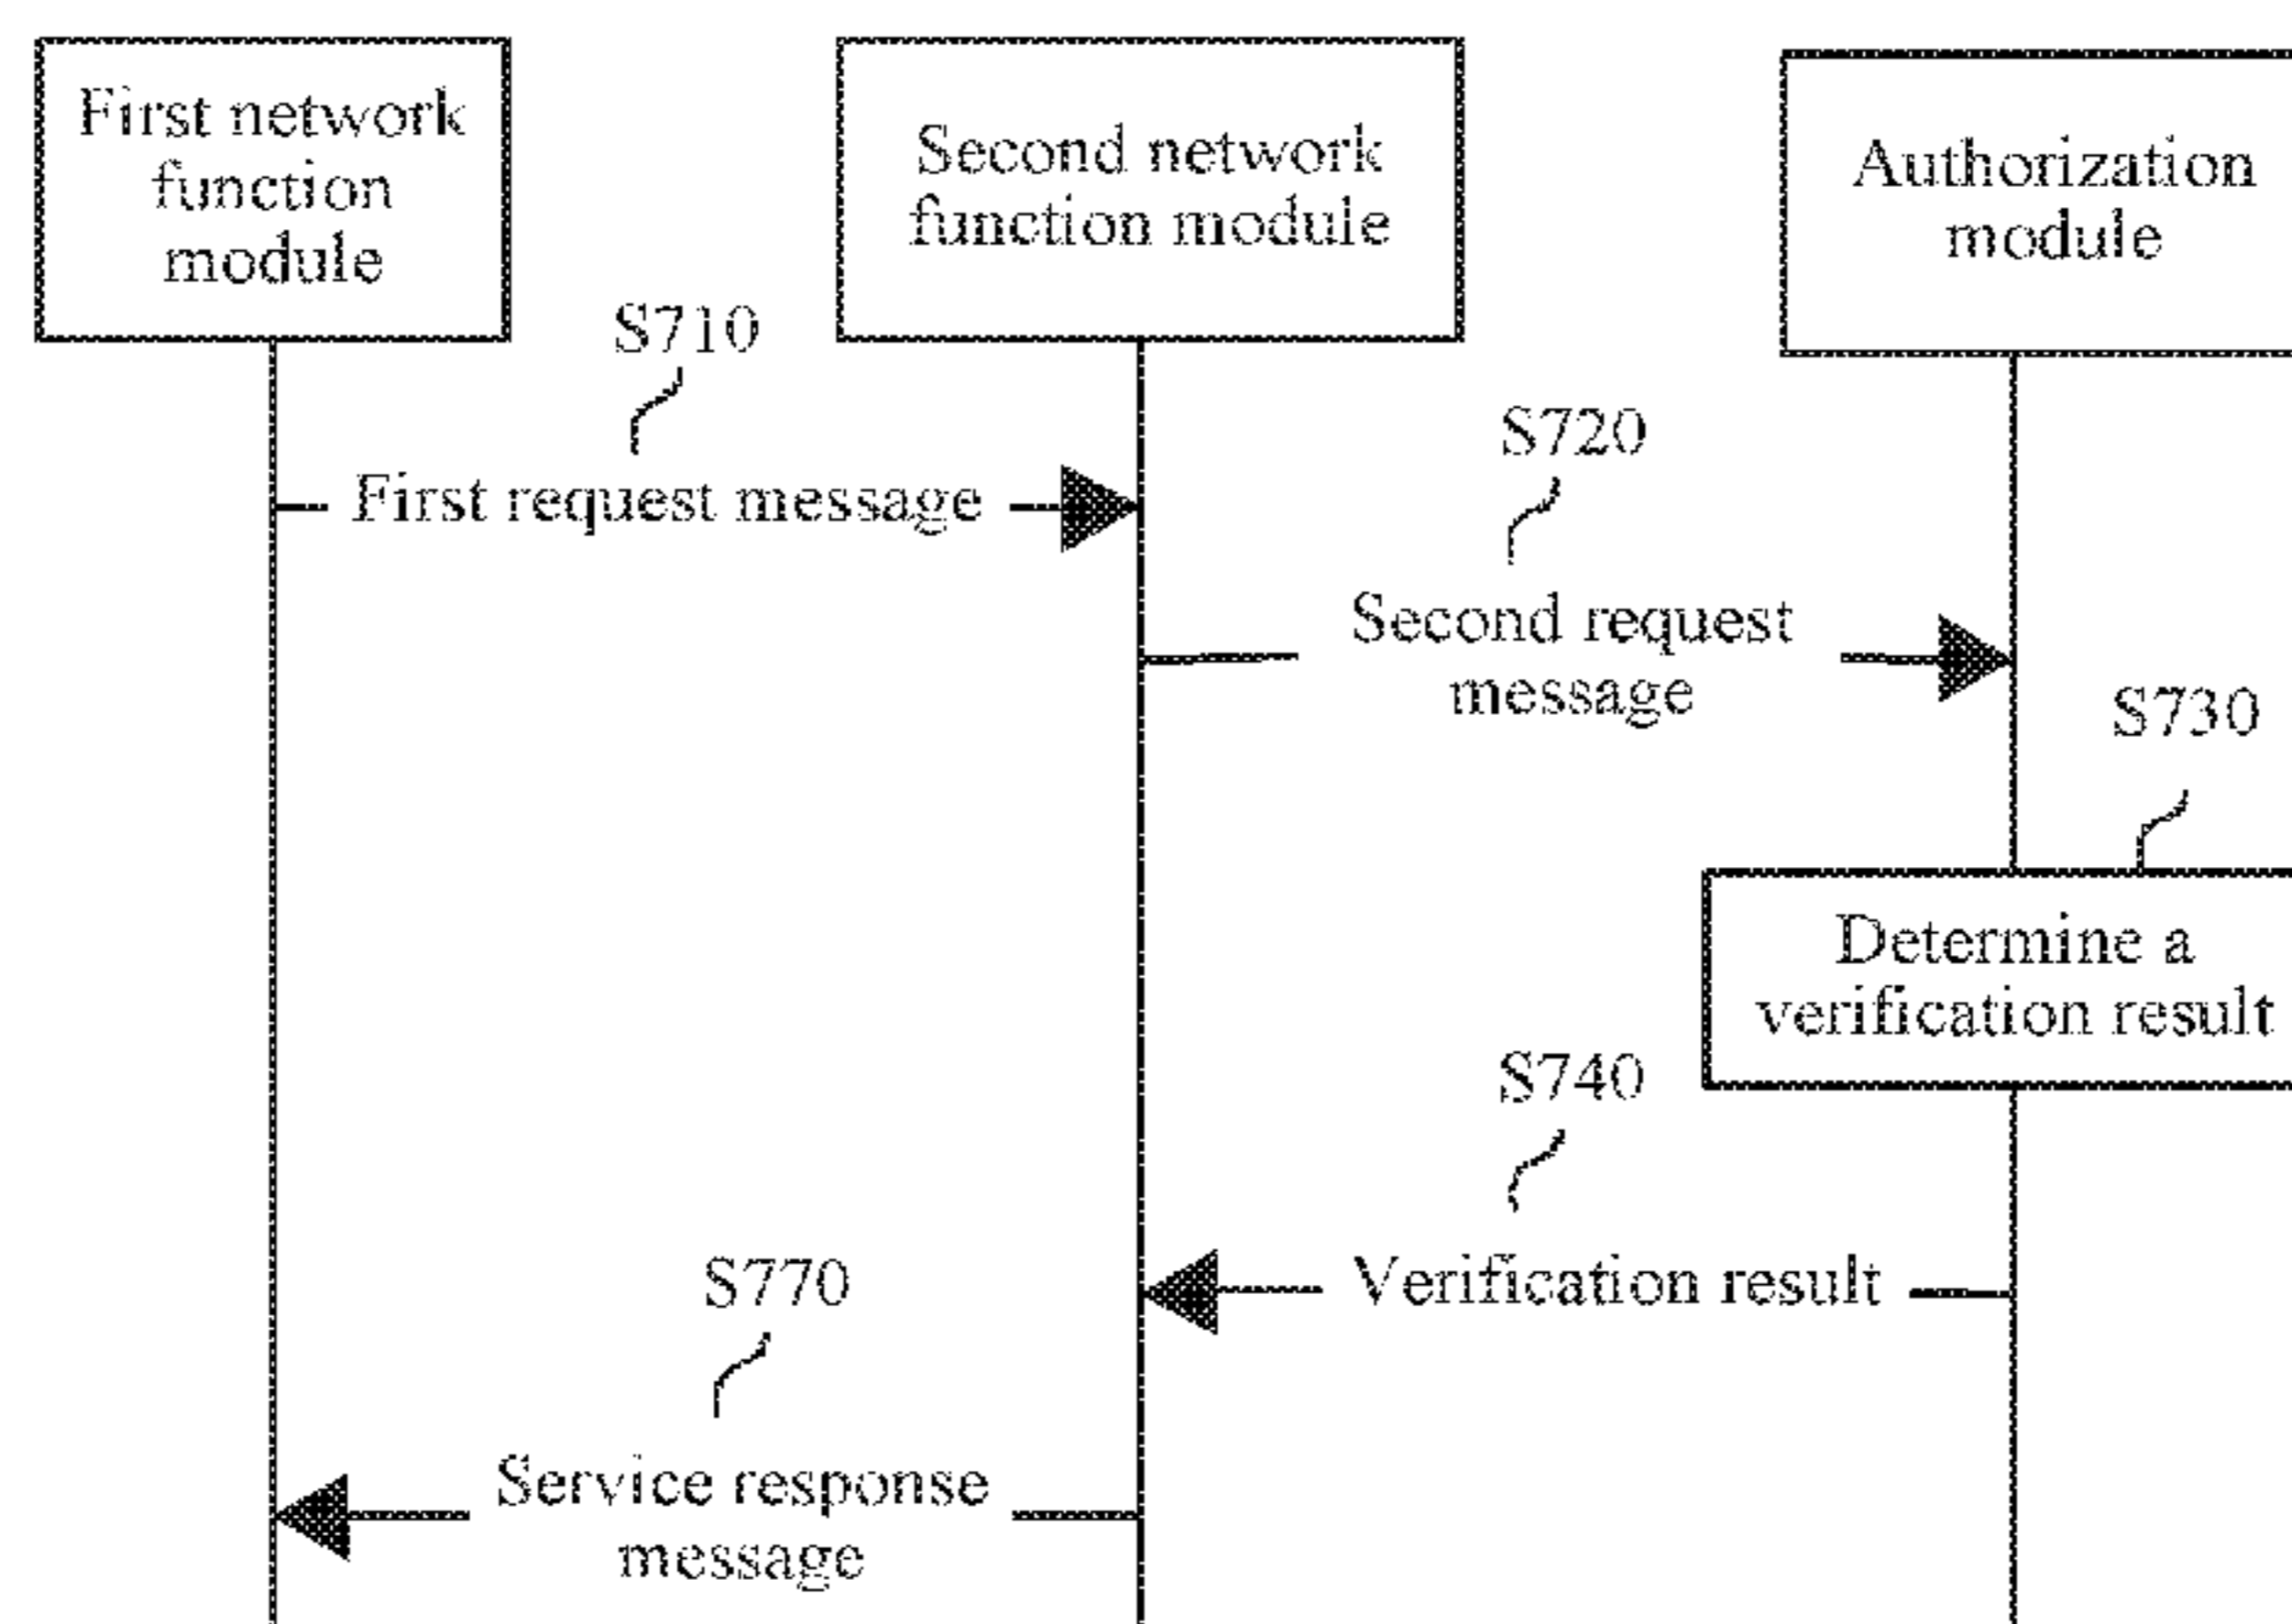 First network
function
module
Second network
function module
Authorization
module
S710
First request message
S720
Second request
message
S730
Determine a
verification result
S740
Verification result
S770
Service response
message